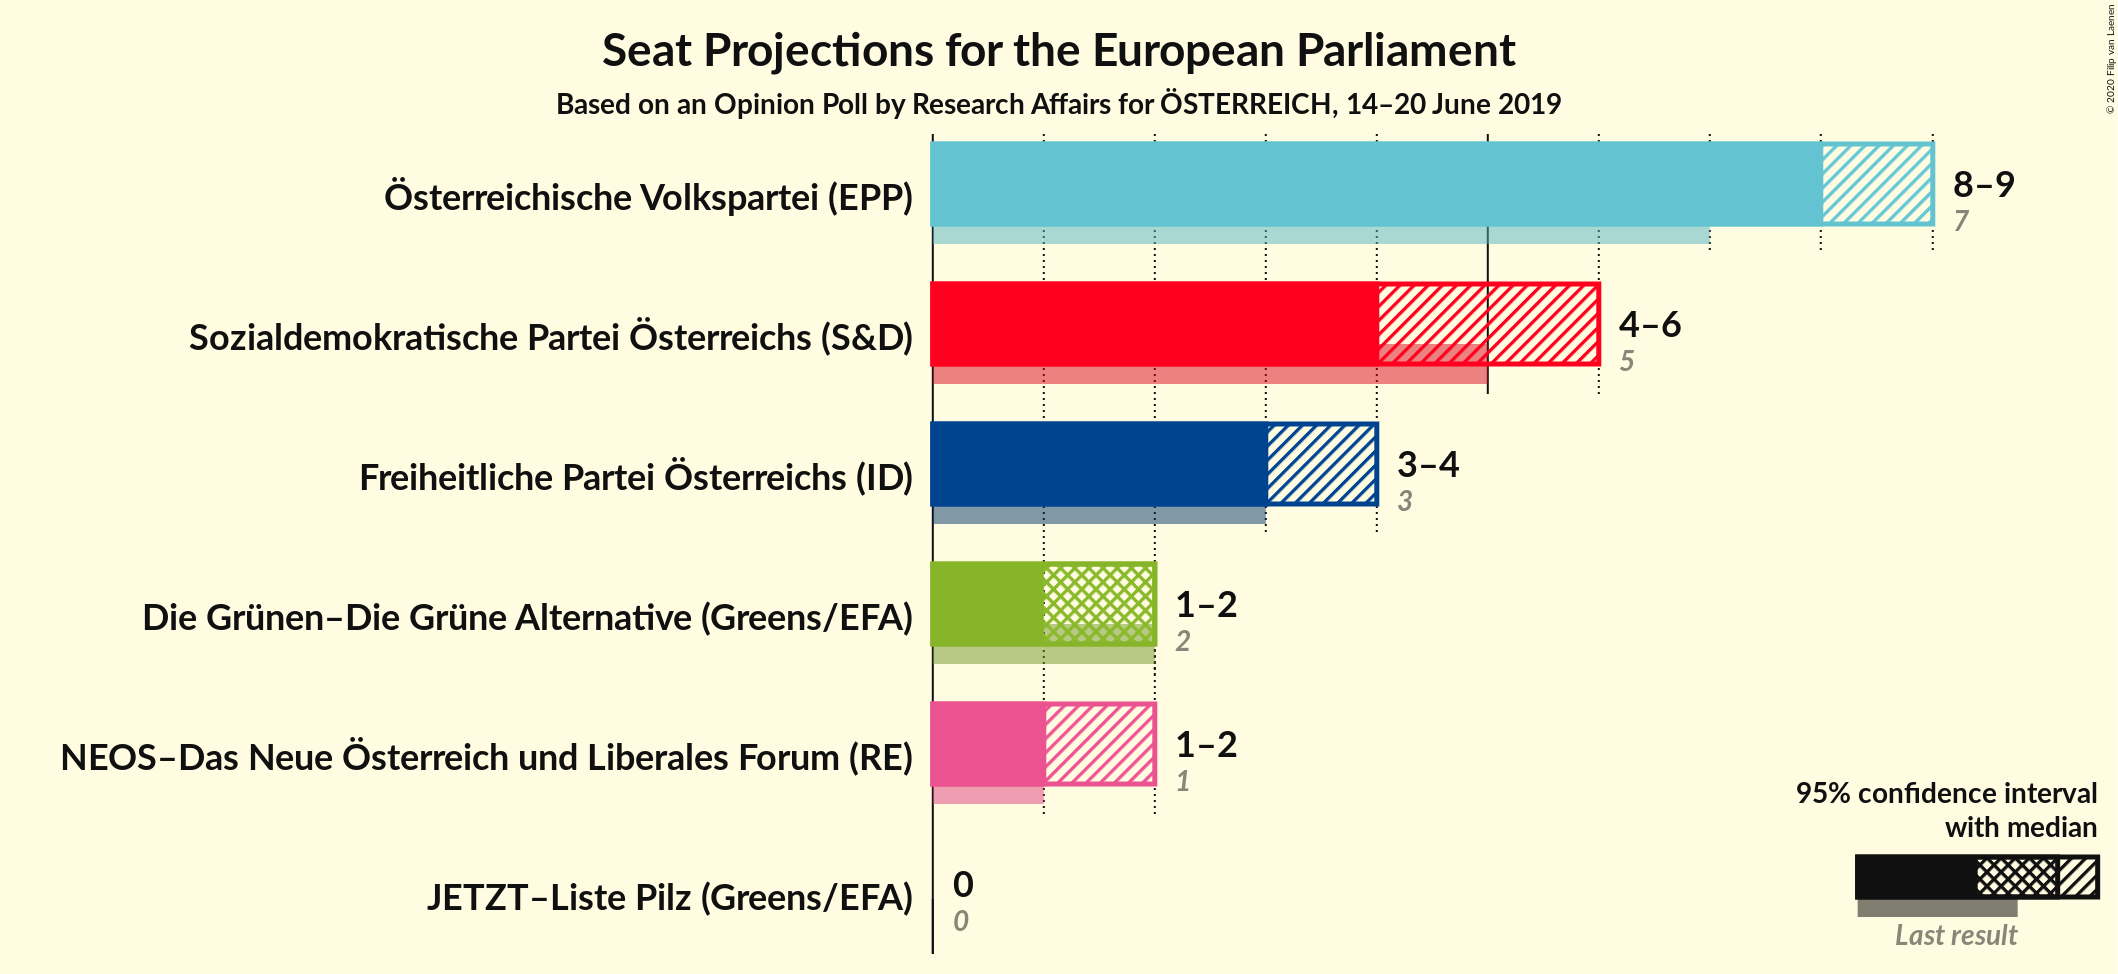 Seat Projections for the European Parliament
Based on an Opinion Poll by Research Affairs for ÖSTERREICH, 14–20 June 2019
© 2020 Filip van Laenen
Österreichische Volkspartei (EPP)
8–9
7
Sozialdemokratische Partei Österreichs (S&D)
4–6
5
Freiheitliche Partei Österreichs (ID)
3–4
3
Die Grünen–Die Grüne Alternative (Greens/EFA)
1–2
2
NEOS–Das Neue Österreich und Liberales Forum (RE)
1–2
1
JETZT–Liste Pilz (Greens/EFA)
0
0
95% confidence interval
with median
Last result